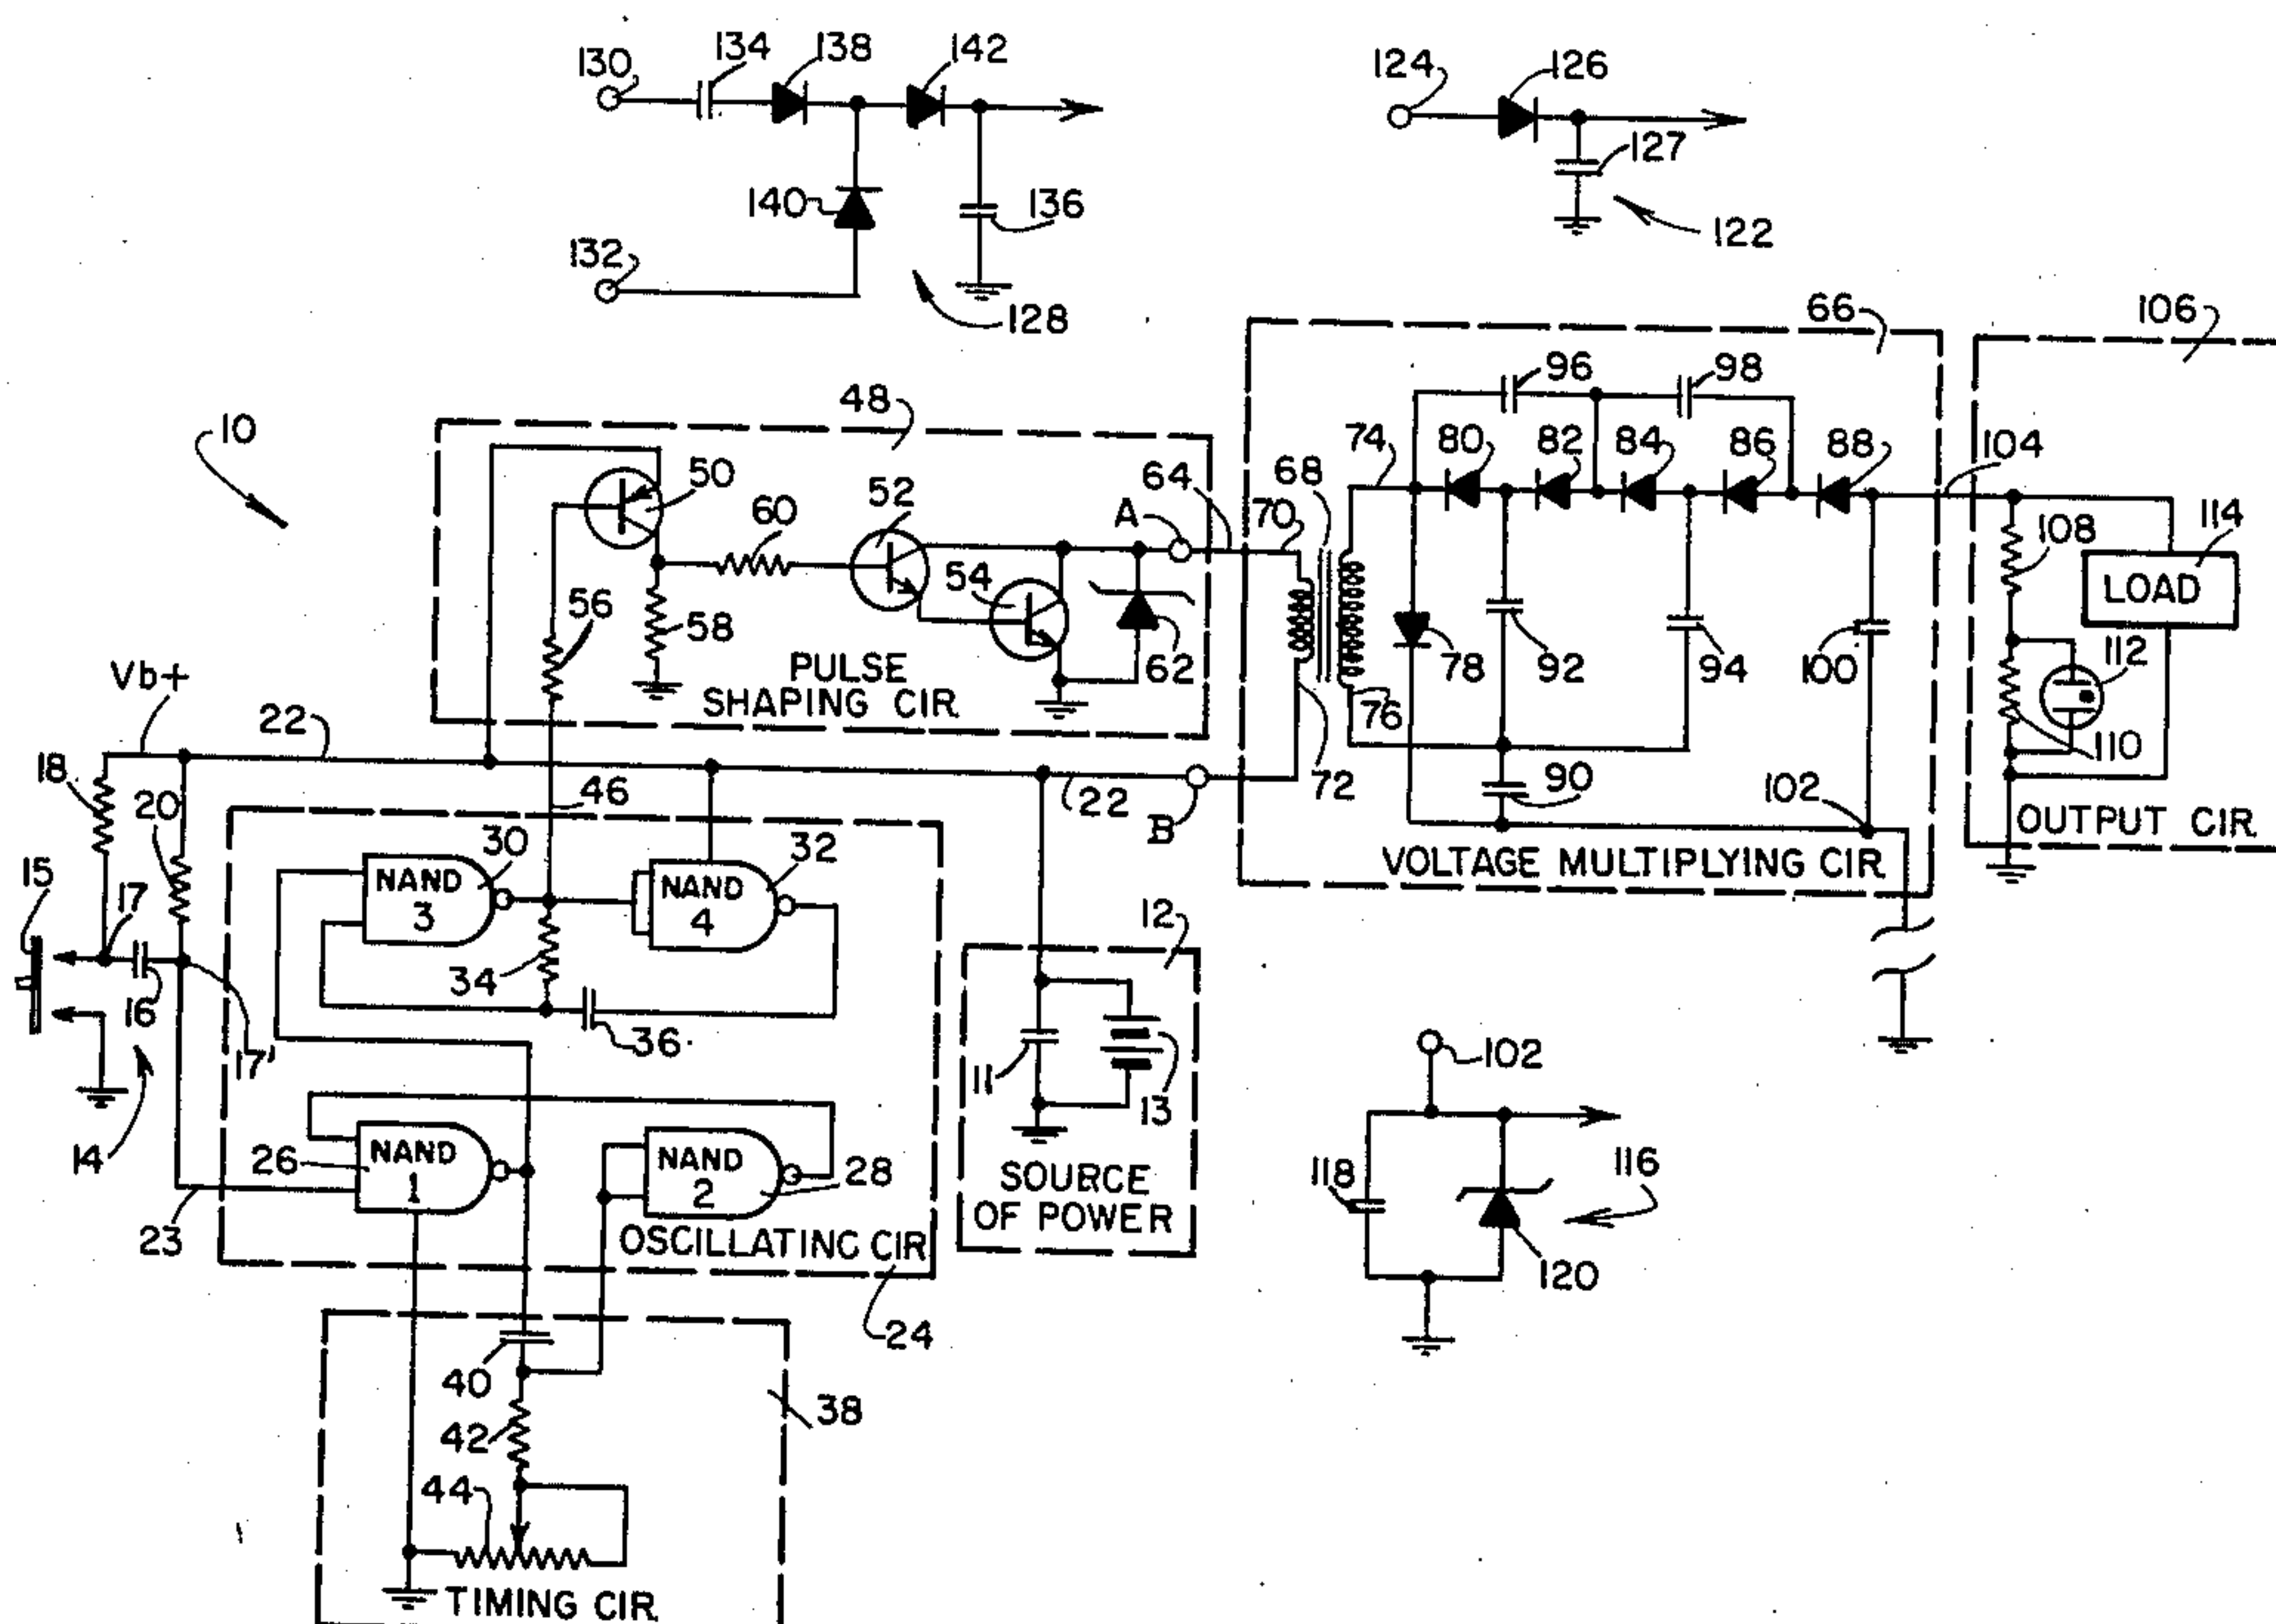 134 138 142
130
124 126
127
140 136
122
132
128
66 106
96 98
48
10
74 80 82 84 86 88 104
50
52 64 68
60 A 70 114
108
LOAD
54
56
58
78 92 94 100 112
PULSE 62
SHAPING CIR.
Vb+
76
110
22
18
46 72
20 22 90 102
B
OUTPUT CIR.
30 32
VOLTAGE MULTIPLYING CIR.
15 17
NAND
3
NAND
4
12
34
16
36
17'
102
11 13
14
26
NAND
1
NAND
2
28
SOURCE
OF POWER
118 116
23
OSCILLATING CIR.
120
24
40
38
42
44
TIMING CIR.